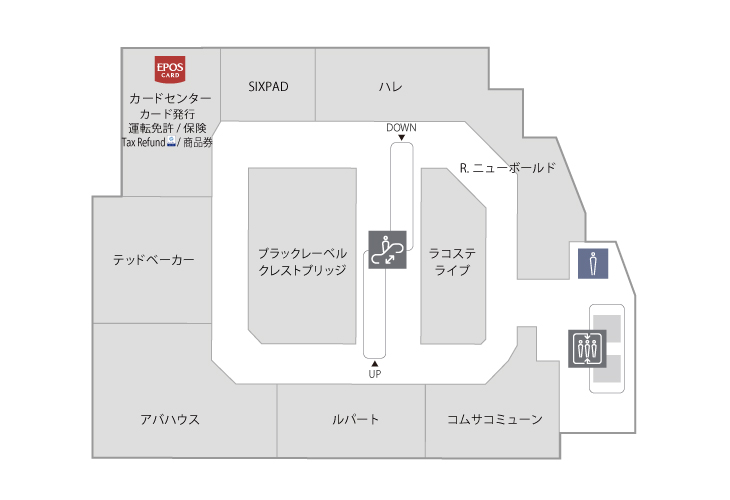 EPOS
CARD
カードセンター
カード発行
運転免許 / 保険
Tax Refund / 商品券
SIXPAD
ハレ
DOWN
R. ニューボールド
テッドベーカー
ブラックレーベル
クレストブリッジ
ラコステ
ライブ
UP
アバハウス
ルパート
コムサコミューン